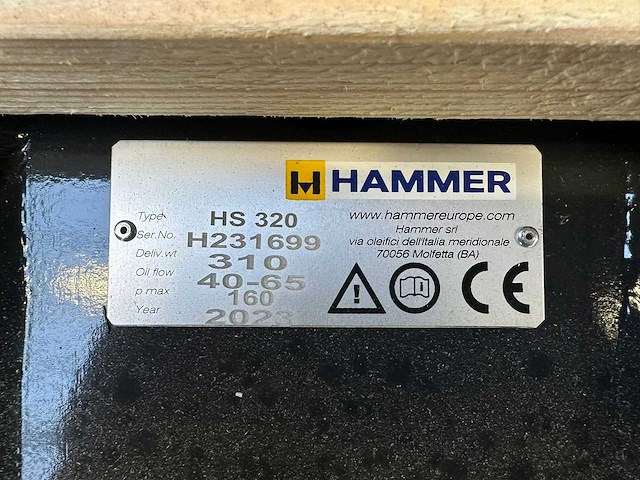 HAMMER
Type HS 320
Ser.No. H231699
Deliv.wt 310
Oil flow 40-65
p max 160
Year 2023
www.hammereurope.com
Hammer srl
via oleifici dell'Italia meridionale
70056 Molfetta (BA)
CE